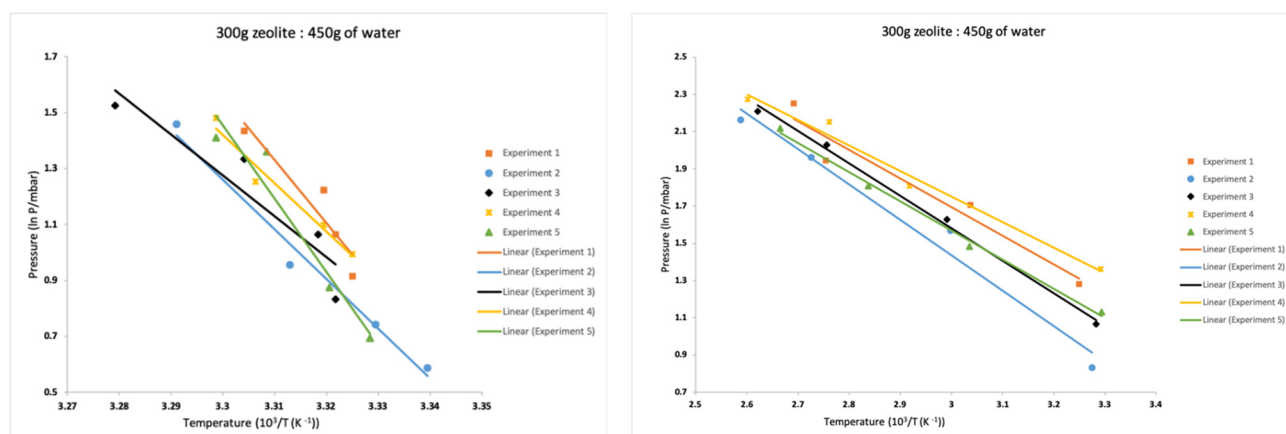 300g zeolite : 450g of water
Pressure (ln P/mbar)
1.7
1.5
1.3
1.1
0.9
0.7
0.5
3.27 3.28 3.29 3.3 3.31 3.32 3.33 3.34 3.35
Temperature (10³/T (K⁻¹))
Experiment 1
Experiment 2
Experiment 3
Experiment 4
Experiment 5
Linear (Experiment 1)
Linear (Experiment 2)
Linear (Experiment 3)
Linear (Experiment 4)
Linear (Experiment 5)
300g zeolite : 450g of water
Pressure (ln P/mbar)
2.5
2.3
2.1
1.9
1.7
1.5
1.3
1.1
0.9
0.7
2.5 2.6 2.7 2.8 2.9 3 3.1 3.2 3.3 3.4
Temperature (10³/T (K⁻¹))
Experiment 1
Experiment 2
Experiment 3
Experiment 4
Experiment 5
Linear (Experiment 1)
Linear (Experiment 2)
Linear (Experiment 3)
Linear (Experiment 4)
Linear (Experiment 5)